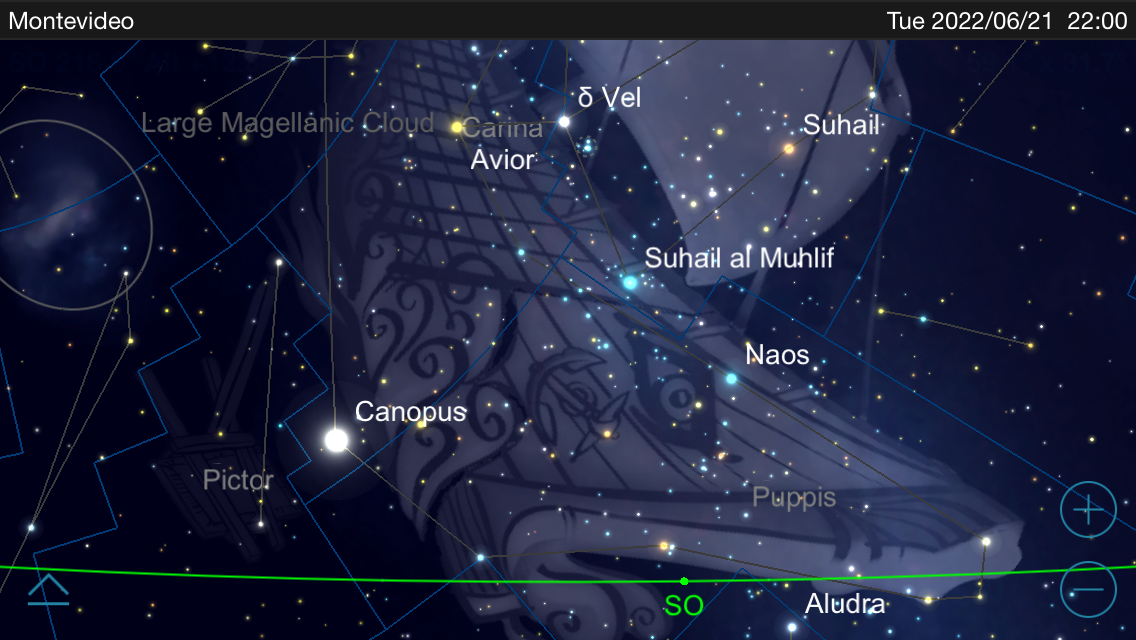 Montevideo
Tue 2022/06/21 22:00
δ Vel
Large Magellanic Cloud
Carina
Suhail
Avior
Suhail al Muhlif
Naos
Canopus
Pictor
Puppis
SO
Aludra